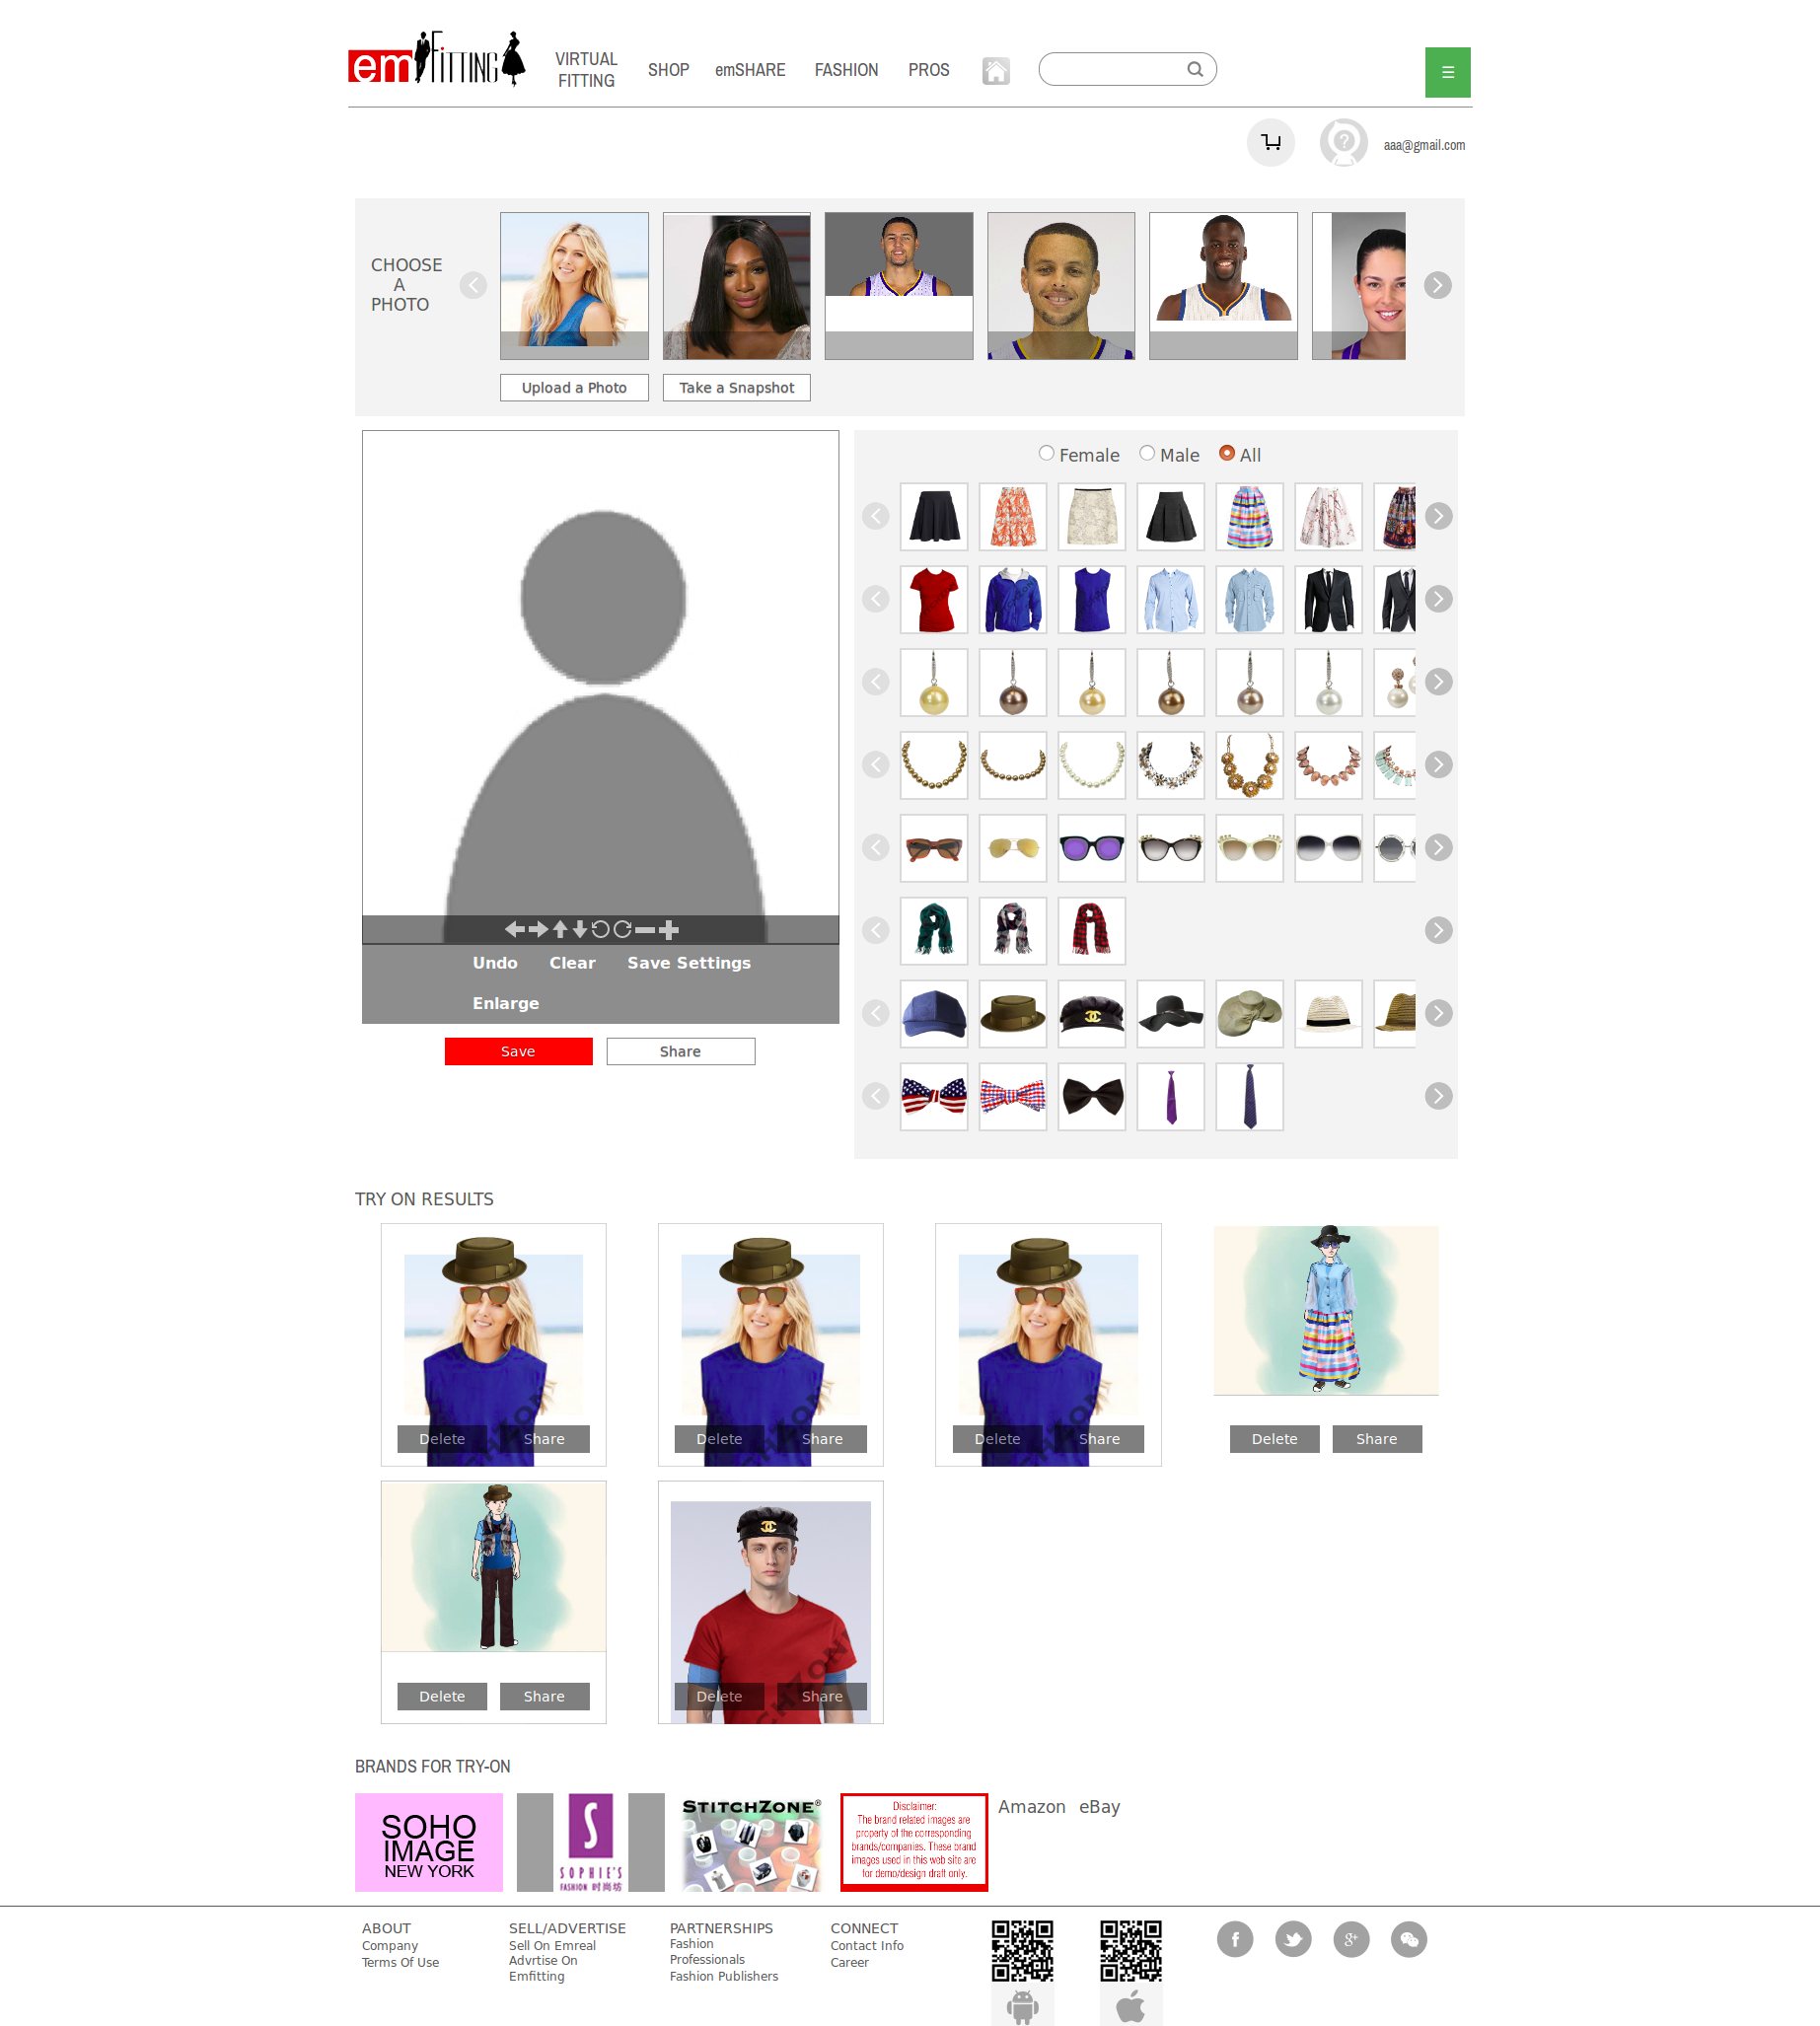 em FITTING
VIRTUAL
FITTING
SHOP
emSHARE
FASHION
PROS
aaa@gmail.com
CHOOSE
A
PHOTO
Upload a Photo
Take a Snapshot
Female
Male
All
Undo
Clear
Save Settings
Enlarge
Save
Share
TRY ON RESULTS
Delete
Share
Delete
Share
Delete
Share
Delete
Share
Delete
Share
Delete
Share
BRANDS FOR TRY-ON
SOHO
IMAGE
NEW YORK
S
SOPHIE'S
FASHION 时尚坊
STITCHZONE®
Disclaimer:
The brand related images are
property of the corresponding
brands/companies. These brand
images used in this web site are
for demo/design draft only.
Amazon
eBay
ABOUT
Company
Terms Of Use
SELL/ADVERTISE
Sell On Emreal
Advrtise On
Emfitting
PARTNERSHIPS
Fashion
Professionals
Fashion Publishers
CONNECT
Contact Info
Career